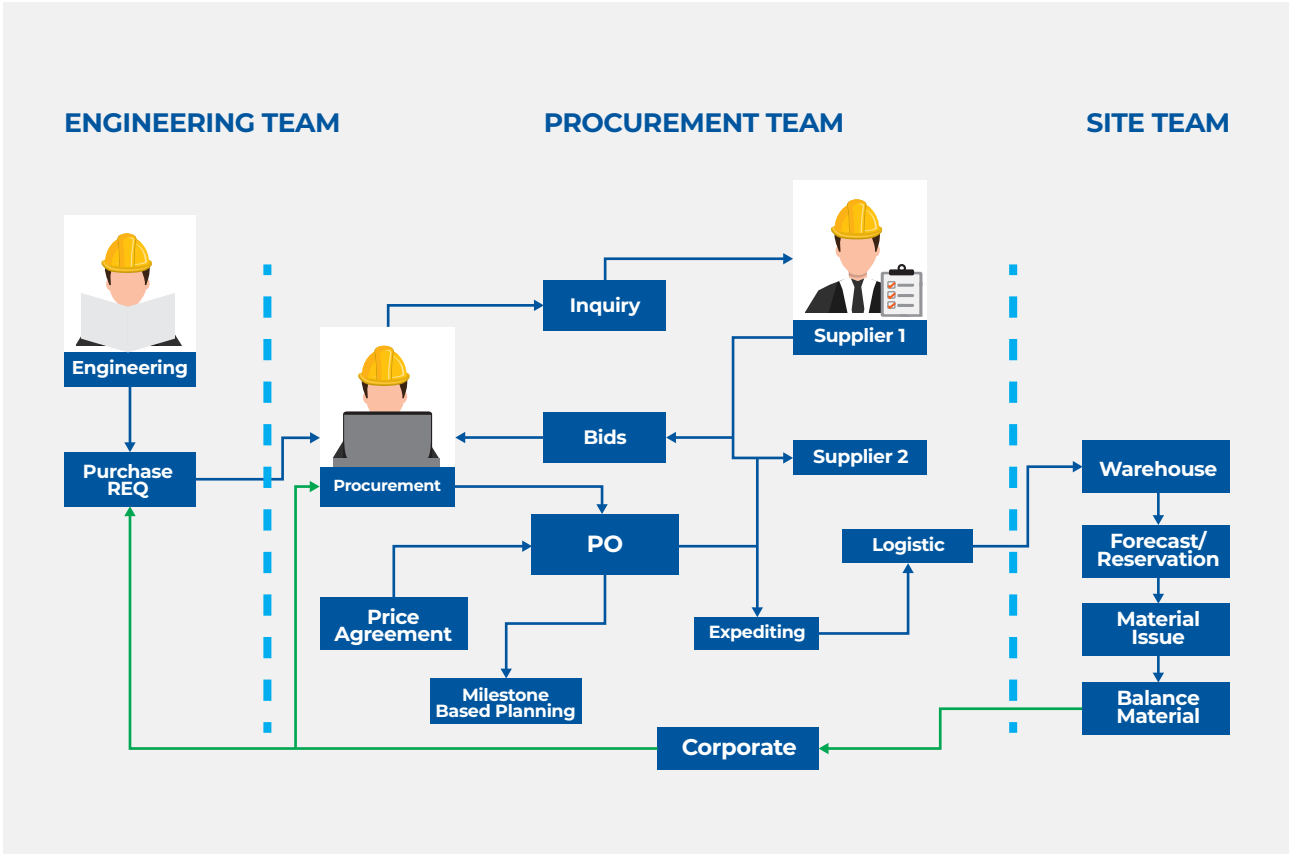 ENGINEERING TEAM
PROCUREMENT TEAM
SITE TEAM
Engineering
Purchase
REQ
Procurement
Inquiry
Supplier 1
Bids
Supplier 2
PO
Price
Agreement
Milestone
Based Planning
Expediting
Logistic
Corporate
Warehouse
Forecast/
Reservation
Material
Issue
Balance
Material